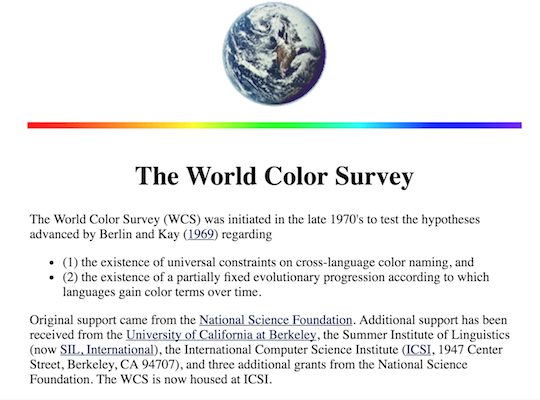 The World Color Survey
The World Color Survey (WCS) was initiated in the late 1970's to test the hypotheses
advanced by Berlin and Kay (1969) regarding
• (1) the existence of universal constraints on cross-language color naming, and
• (2) the existence of a partially fixed evolutionary progression according to which
languages gain color terms over time.
Original support came from the National Science Foundation. Additional support has been
received from the University of California at Berkeley, the Summer Institute of Linguistics
(now SIL, International), the International Computer Science Institute (ICSI, 1947 Center
Street, Berkeley, CA 94707), and three additional grants from the National Science
Foundation. The WCS is now housed at ICSI.